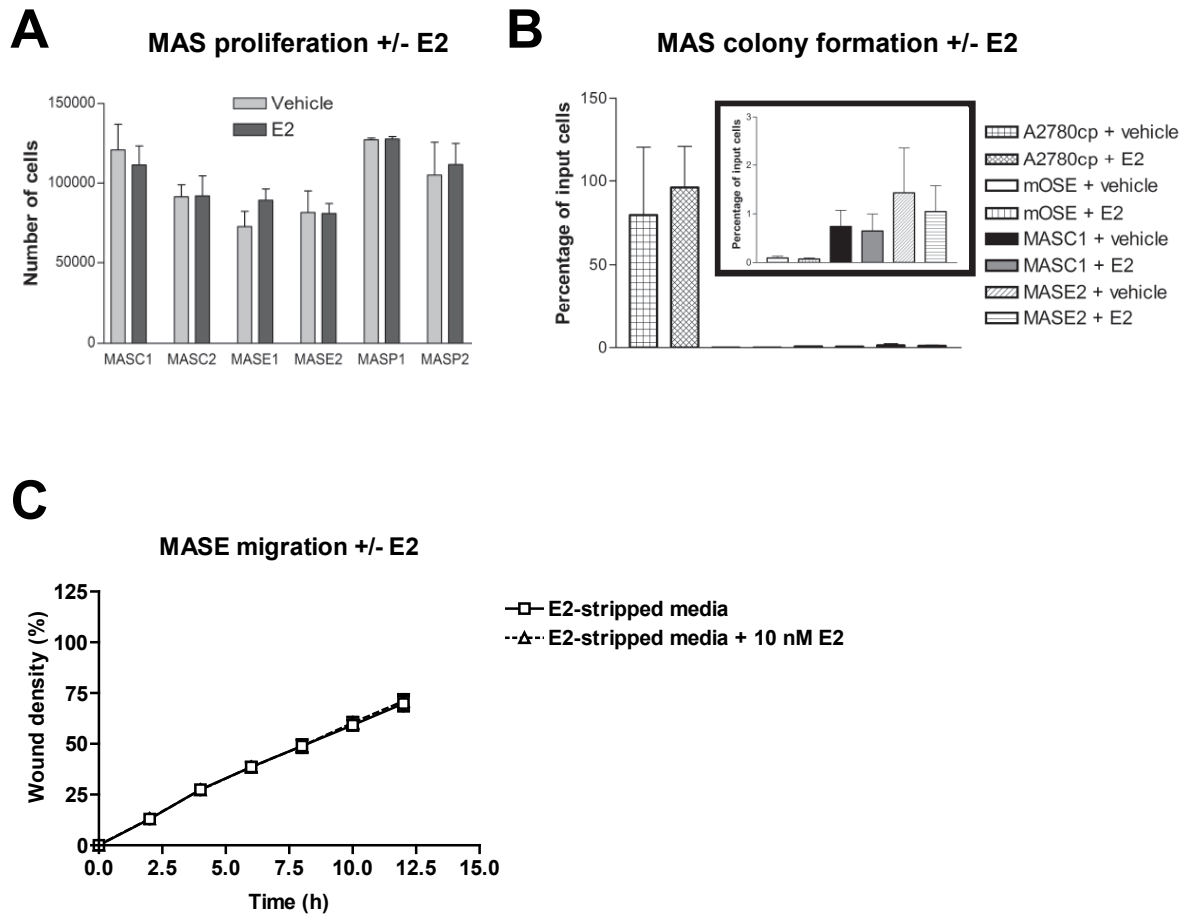 A
MAS proliferation +/- E2
Number of cells
150000
100000
50000
0
Vehicle
E2
MASC1 MASC2 MASE1 MASE2 MASP1 MASP2
B
MAS colony formation +/- E2
Percentage of input cells
150
100
50
0
Percentage of input cells
3
2
1
0
A2780cp + vehicle
A2780cp + E2
mOSE + vehicle
mOSE + E2
MASC1 + vehicle
MASC1 + E2
MASE2 + vehicle
MASE2 + E2
C
MASE migration +/- E2
Wound density (%)
125
100
75
50
25
0
0.0 2.5 5.0 7.5 10.0 12.5 15.0
Time (h)
E2-stripped media
E2-stripped media + 10 nM E2